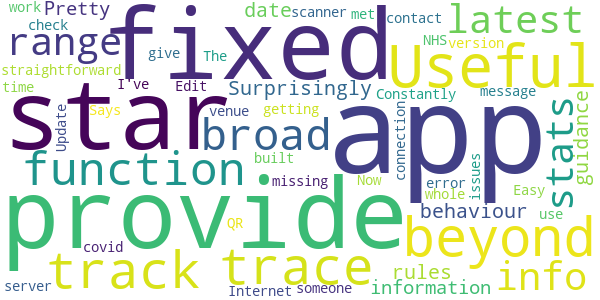 work Pretty fixed date scanner met contact latest
check range give The NHS version
straightforward I've Edit Surprisingly Useful
time star Constantly message
Says venue getting app
Update broad connection stats guidance
function built missing Now error issues whole Easy
provide QR behaviour use
covid beyond
track trace rules info
server Internet someone information